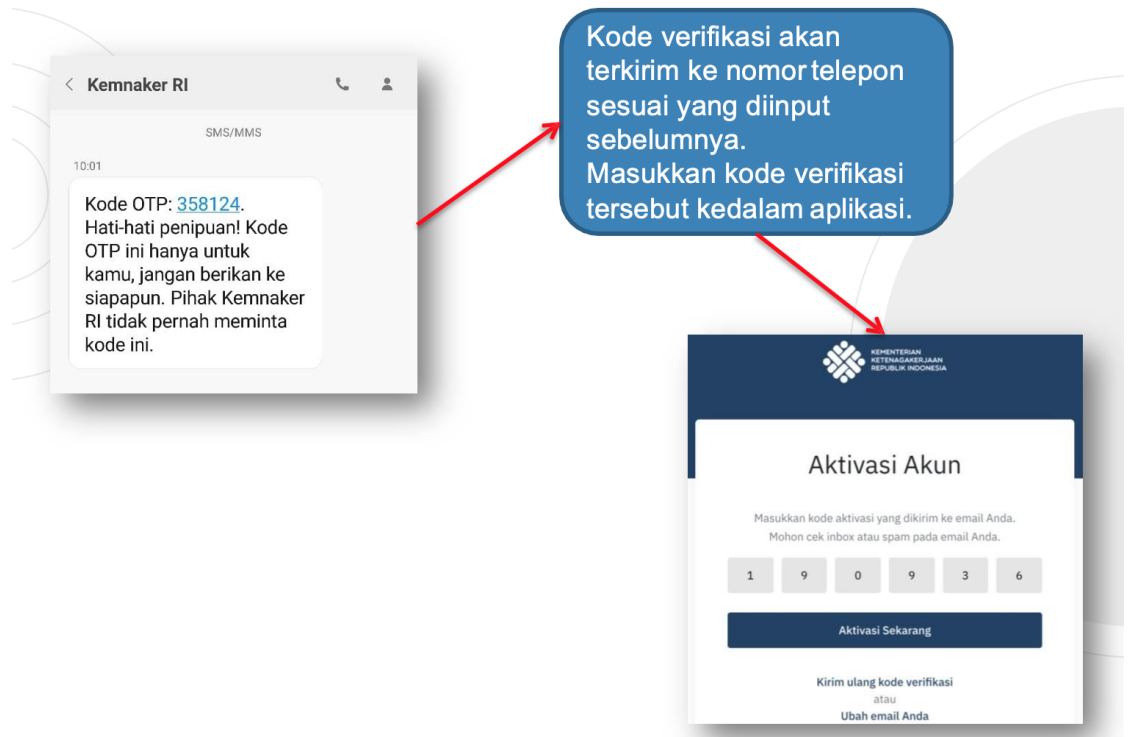 Kemnaker RI
SMS/MMS
10:01
Kode OTP: 358124.
Hati-hati penipuan! Kode
OTP ini hanya untuk
kamu, jangan berikan ke
siapapun. Pihak Kemnaker
RI tidak pernah meminta
kode ini.
Kode verifikasi akan
terkirim ke nomor telepon
sesuai yang diinput
sebelumnya.
Masukkan kode verifikasi
tersebut kedalam aplikasi.
KEMENTERIAN
KETENAGAKERJAAN
REPUBLIK INDONESIA
Aktivasi Akun
Masukkan kode aktivasi yang dikirim ke email Anda.
Mohon cek inbox atau spam pada email Anda.
1 9 0 9 3 6
Aktivasi Sekarang
Kirim ulang kode verifikasi
atau
Ubah email Anda